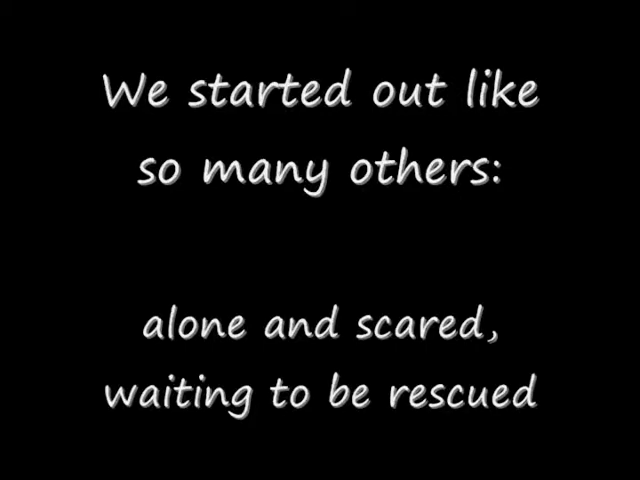 We started out like
so many others:
alone and scared,
waiting to be rescued